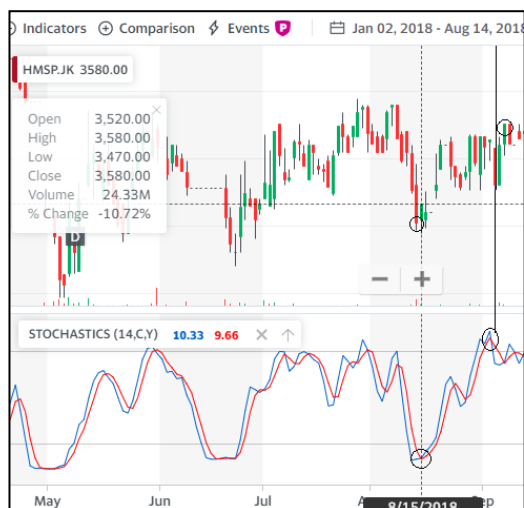 Indicators Comparison Events P Jan 02, 2018 - Aug 14, 2018
HMSP.JK 3580.00
Open 3,520.00
High 3,580.00
Low 3,470.00
Close 3,580.00
Volume 24.33M
% Change -10.72%
D
STOCHASTICS (14,C,Y) 10.33 9.66
May Jun Jul A Sep
8/15/2018